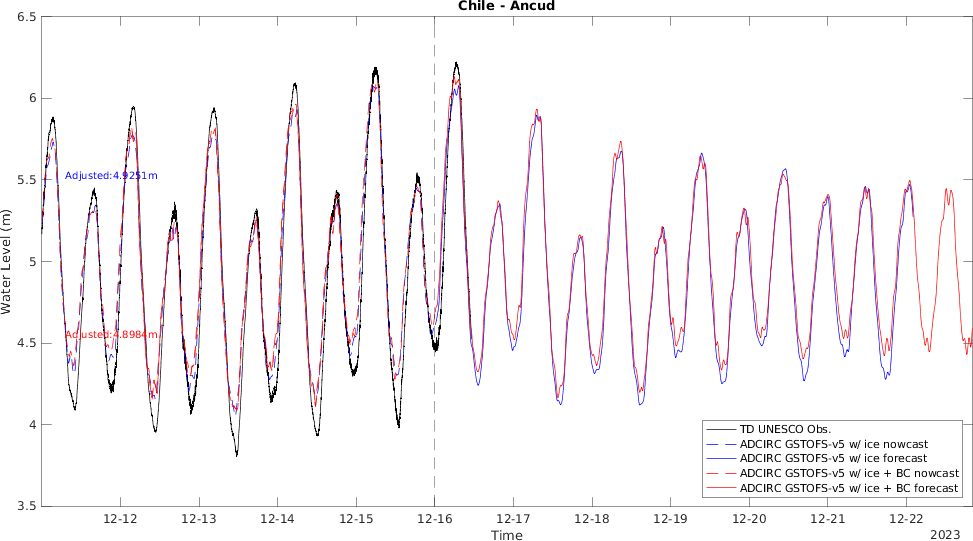 Chile - Ancud
6.5
6
5.5
5
4.5
4
3.5
Water Level (m)
Adjusted:4.9251m
Adjusted:4.8984m
TD UNESCO Obs.
ADCIRC GSTOFS-v5 w/ ice nowcast
ADCIRC GSTOFS-v5 w/ ice forecast
ADCIRC GSTOFS-v5 w/ ice + BC nowcast
ADCIRC GSTOFS-v5 w/ ice + BC forecast
12-12 12-13 12-14 12-15 12-16 12-17 12-18 12-19 12-20 12-21 12-22
Time
2023